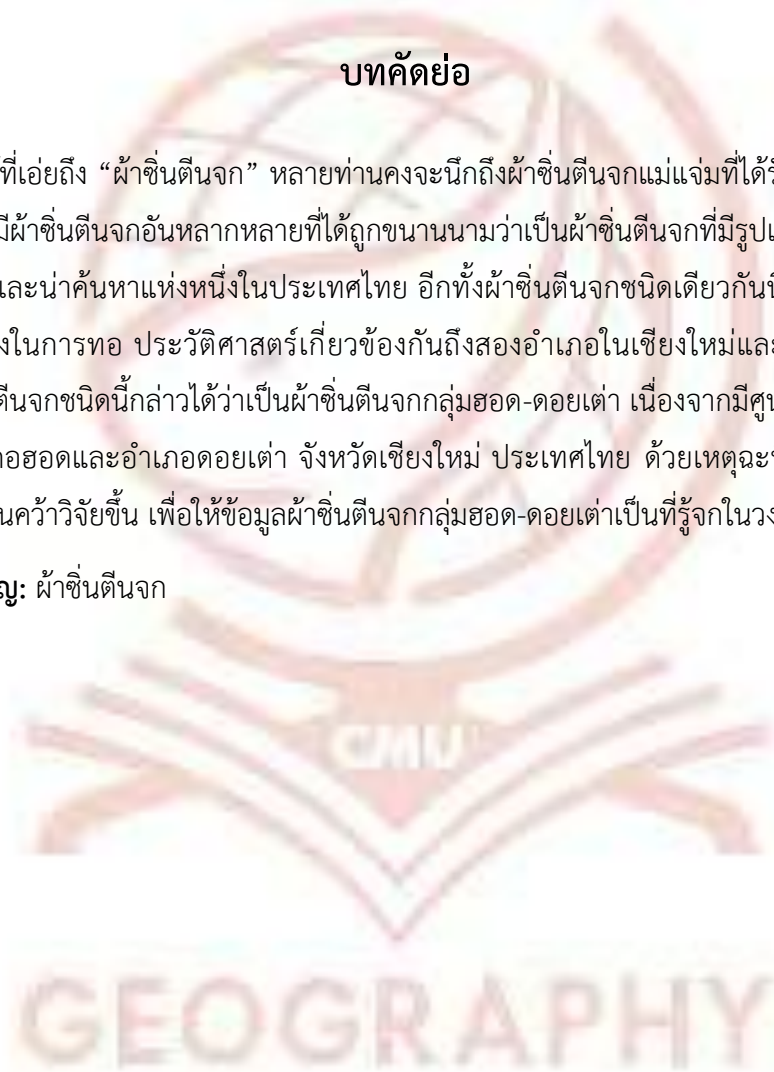 บทคัดย่อ
ที่เอ่ยถึง “ผ้าซิ่นตีนจก” หลายท่านคงจะนึกถึงผ้าซิ่นตีนจกแม่แจ่มที่ได้
มีผ้าซิ่นตีนจกอันหลากหลายที่ได้ถูกขนานนามว่าเป็นผ้าซิ่นตีนจกที่มี
และน่าค้นหาแห่งหนึ่งในประเทศไทย อีกทั้งผ้าซิ่นตีนจกชนิดเดียวกัน
ในการทอ ประวัติศาสตร์เกี่ยวข้องกันถึงสองอำเภอในเชียงใหม่และ
ตีนจกชนิดนี้กล่าวได้ว่าเป็นผ้าซิ่นตีนจกกลุ่มฮอด-ดอยเต่า เนื่องจากมี
อฮอดและอำเภอดอยเต่า จังหวัดเชียงใหม่ ประเทศไทย ด้วยเหตุ
นคว้าวิจัยขึ้น เพื่อให้ข้อมูลผ้าซิ่นตีนจกกลุ่มฮอด-ดอยเต่าเป็นที่รู้จักใน
ญ: ผ้าซิ่นตีนจก
CMU
GEOGRAPHY